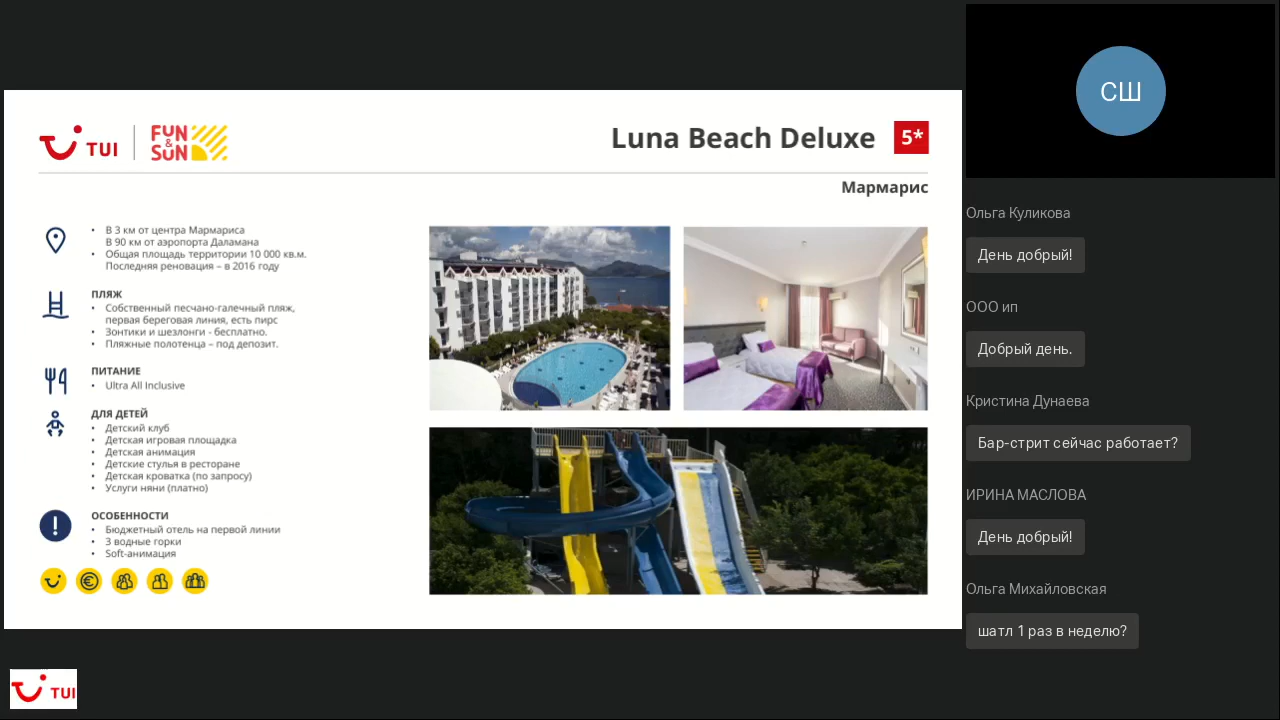 TUI
FUN
&
SUN
Luna Beach Deluxe 5*
Мармарис
• В 3 км от центра Мармариса
В 90 км от аэропорта Даламана
• Общая площадь территории 10 000 кв.м.
Последняя реновация – в 2016 году
ПЛЯЖ
• Собственный песчано-галечный пляж,
первая береговая линия, есть пирс
• Зонтики и шезлонги - бесплатно.
• Пляжные полотенца – под депозит.
ПИТАНИЕ
• Ultra All Inclusive
ДЛЯ ДЕТЕЙ
• Детский клуб
• Детская игровая площадка
• Детская анимация
• Детские стулья в ресторане
• Детская кроватка (по запросу)
• Услуги няни (платно)
ОСОБЕННОСТИ
• Бюджетный отель на первой линии
• 3 водные горки
• Soft-анимация
TUI
СШ
Ольга Куликова
День добрый!
ООО ип
Добрый день.
Кристина Дунаева
Бар-стрит сейчас работает?
ИРИНА МАСЛОВА
День добрый!
Ольга Михайловская
шатл 1 раз в неделю?